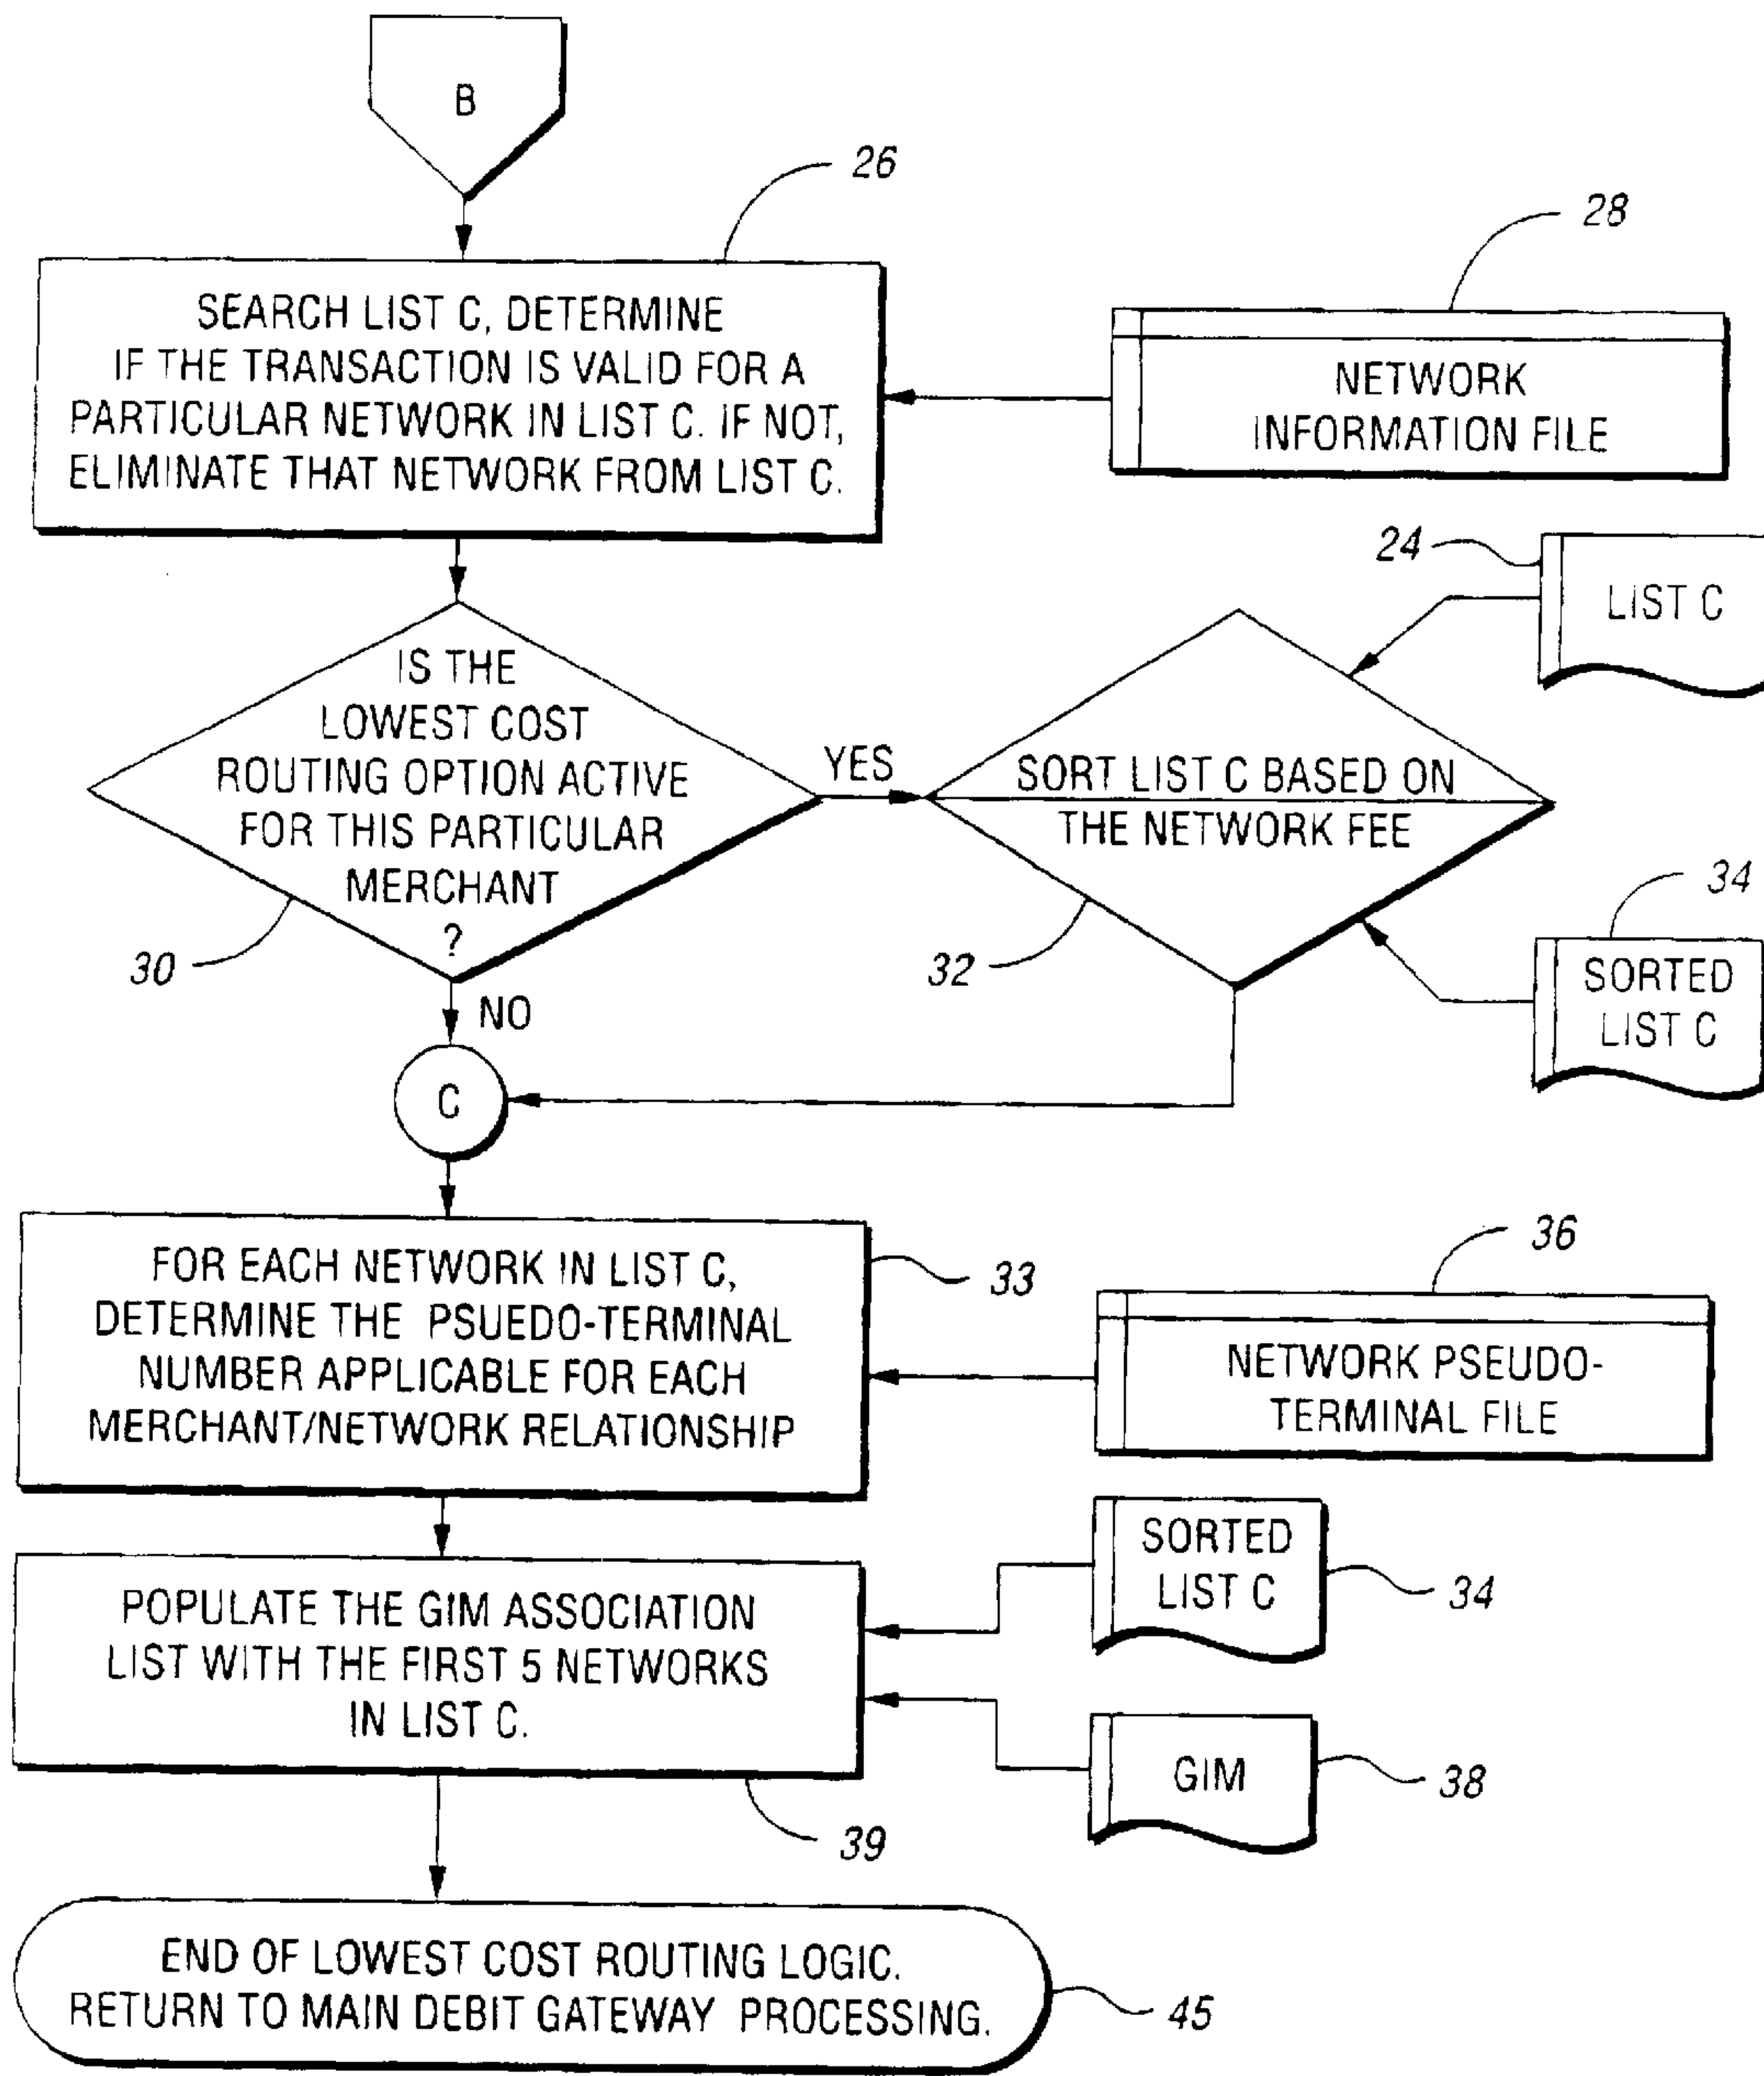 B
26
SEARCH LIST C, DETERMINE
IF THE TRANSACTION IS VALID FOR A
PARTICULAR NETWORK IN LIST C. IF NOT,
ELIMINATE THAT NETWORK FROM LIST C.
28
NETWORK
INFORMATION FILE
24
LIST C
IS THE
LOWEST COST
ROUTING OPTION ACTIVE
FOR THIS PARTICULAR
MERCHANT
?
30
YES
SORT LIST C BASED ON
THE NETWORK FEE
32
34
SORTED
LIST C
NO
C
FOR EACH NETWORK IN LIST C,
DETERMINE THE PSUEDO-TERMINAL
NUMBER APPLICABLE FOR EACH
MERCHANT/NETWORK RELATIONSHIP
33
36
NETWORK PSEUDO-
TERMINAL FILE
POPULATE THE GIM ASSOCIATION
LIST WITH THE FIRST 5 NETWORKS
IN LIST C.
39
SORTED
LIST C
34
GIM
38
END OF LOWEST COST ROUTING LOGIC.
RETURN TO MAIN DEBIT GATEWAY PROCESSING.
45